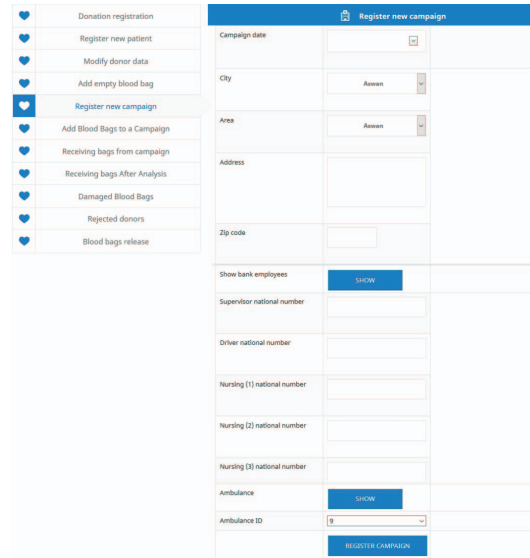 Donation registration
Register new patient
Modify donor data
Add empty blood bag
Register new campaign
Add Blood Bags to a Campaign
Receiving bags from campaign
Receiving bags After Analysis
Damaged Blood Bags
Rejected donors
Blood bags release
Register new campaign
Campaign date
City
Aswan
Area
Aswan
Address
Zip code
Show bank employees
SHOW
Supervisor national number
Driver national number
Nursing (1) national number
Nursing (2) national number
Nursing (3) national number
Ambulance
SHOW
Ambulance ID
9
REGISTER CAMPAIGN